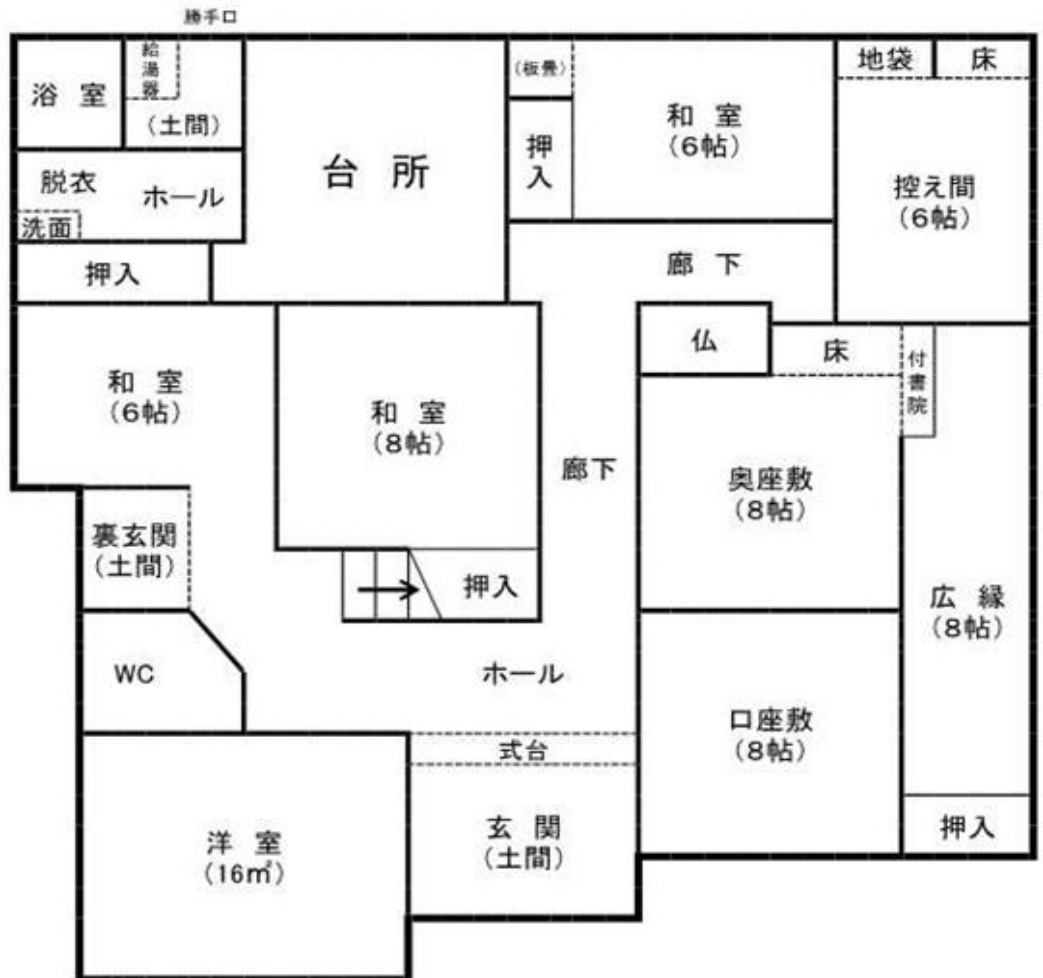 勝手口
浴 室
給湯器
(土間)
台 所
(板畳)
押入
和 室
(6帖)
地袋
床
控え間
(6帖)
脱衣
ホール
洗面
押入
廊 下
和 室
(6帖)
和 室
(8帖)
仏
床
付書院
廊下
奥座敷
(8帖)
裏玄関
(土間)
押入
広 縁
(8帖)
WC
ホール
口座敷
(8帖)
式台
洋 室
(16㎡)
玄 関
(土間)
押入